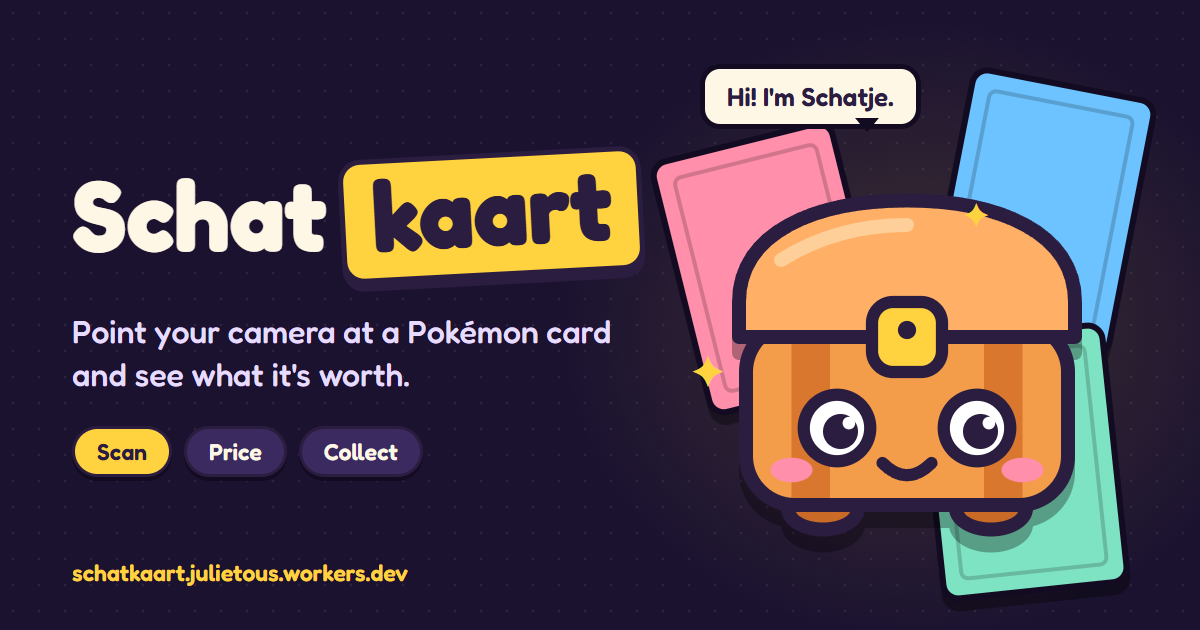 Hi! I'm Schatje.
Schat kaart
Point your camera at a Pokémon card
and see what it's worth.
Scan Price Collect
schatkaart.julietous.workers.dev